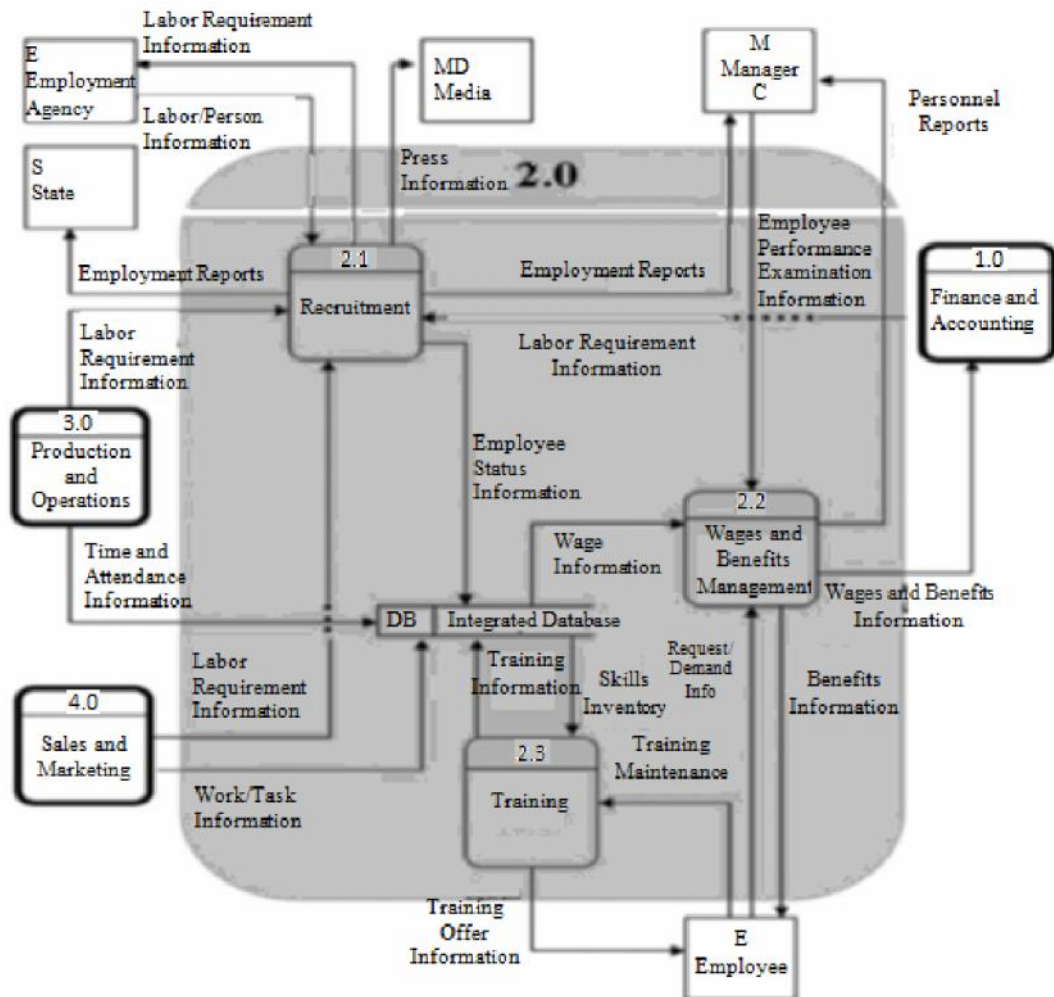 Labor Requirement
Information
E
Employment
Agency
Labor/Person
Information
MD
Media
M
Manager
C
Personnel
Reports
S
State
Press
Information
2.0
Employment Reports
2.1
Recruitment
Employment Reports
Employee
Performance
Examination
Information
1.0
Finance and
Accounting
Labor
Requirement
Information
Labor Requirement
Information
3.0
Production
and
Operations
Employee
Status
Information
2.2
Wages and
Benefits
Management
Time and
Attendance
Information
Wage
Information
Wages and Benefits
Information
DB
Integrated Database
Labor
Requirement
Information
Training
Information
Skills
Inventory
Request/
Demand
Info
Benefits
Information
4.0
Sales and
Marketing
2.3
Training
Training
Maintenance
Work/Task
Information
Training
Offer
Information
E
Employee